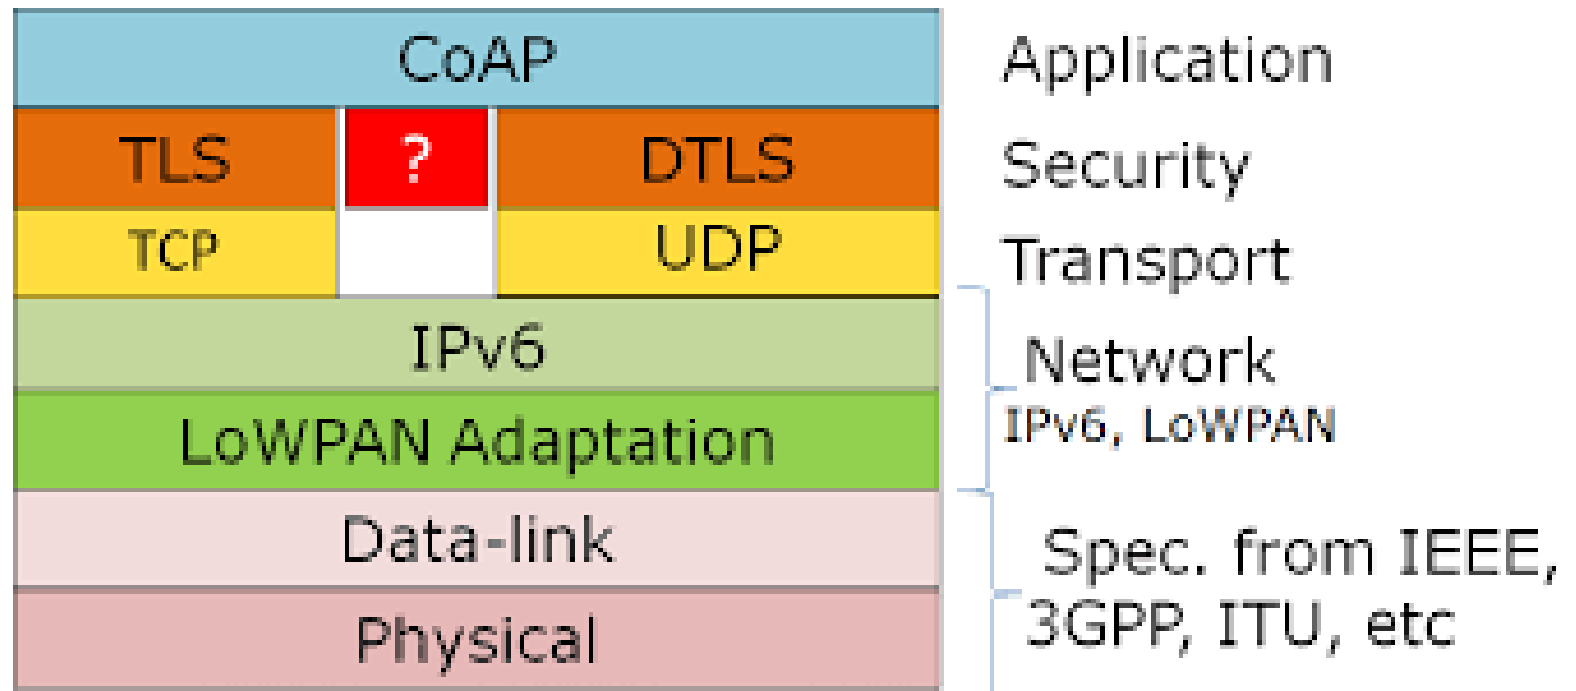 CoAP
Application
TLS
?
DTLS
Security
TCP
UDP
Transport
IPv6
Network
IPv6, LoWPAN
LoWPAN Adaptation
Data-link
Spec. from IEEE,
3GPP, ITU, etc
Physical